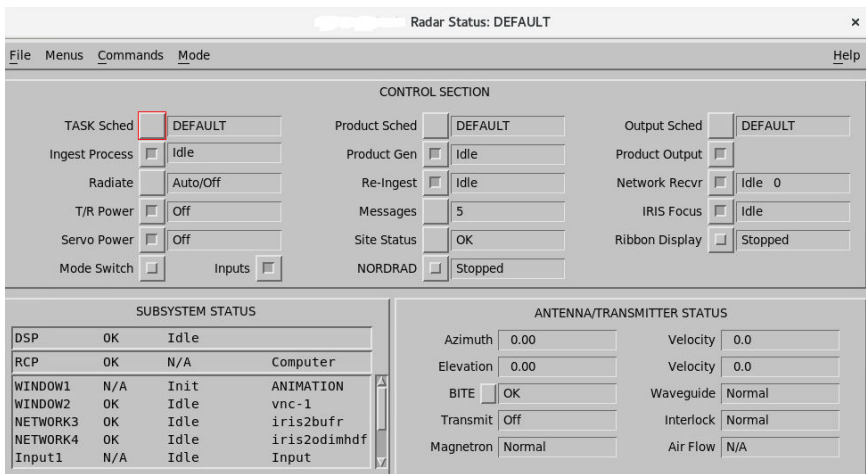 Radar Status: DEFAULT ×
File Menus Commands Mode Help
CONTROL SECTION
TASK Sched DEFAULT Product Sched DEFAULT Output Sched DEFAULT
Ingest Process Idle Product Gen Idle Product Output
Radiate Auto/Off Re-Ingest Idle Network Recvr Idle 0
T/R Power Off Messages 5 IRIS Focus Idle
Servo Power Off Site Status OK Ribbon Display Stopped
Mode Switch Inputs NORDRAD Stopped
SUBSYSTEM STATUS
DSP OK Idle
RCP OK N/A Computer
WINDOW1 N/A Init ANIMATION
WINDOW2 OK Idle vnc-1
NETWORK3 OK Idle iris2bufr
NETWORK4 OK Idle iris2odimhdf
Input1 N/A Idle Input
ANTENNA/TRANSMITTER STATUS
Azimuth 0.00 Velocity 0.0
Elevation 0.00 Velocity 0.0
BITE OK Waveguide Normal
Transmit Off Interlock Normal
Magnetron Normal Air Flow N/A